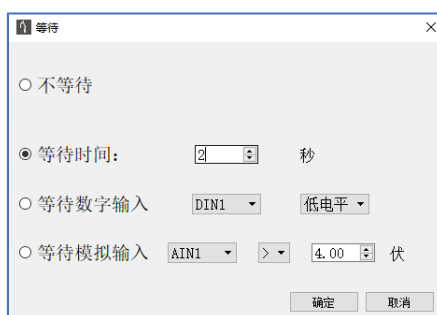 等待
不等待
等待时间: 2 秒
等待数字输入 DIN1 低电平
等待模拟输入 AIN1 > 4.00 伏
确定 取消